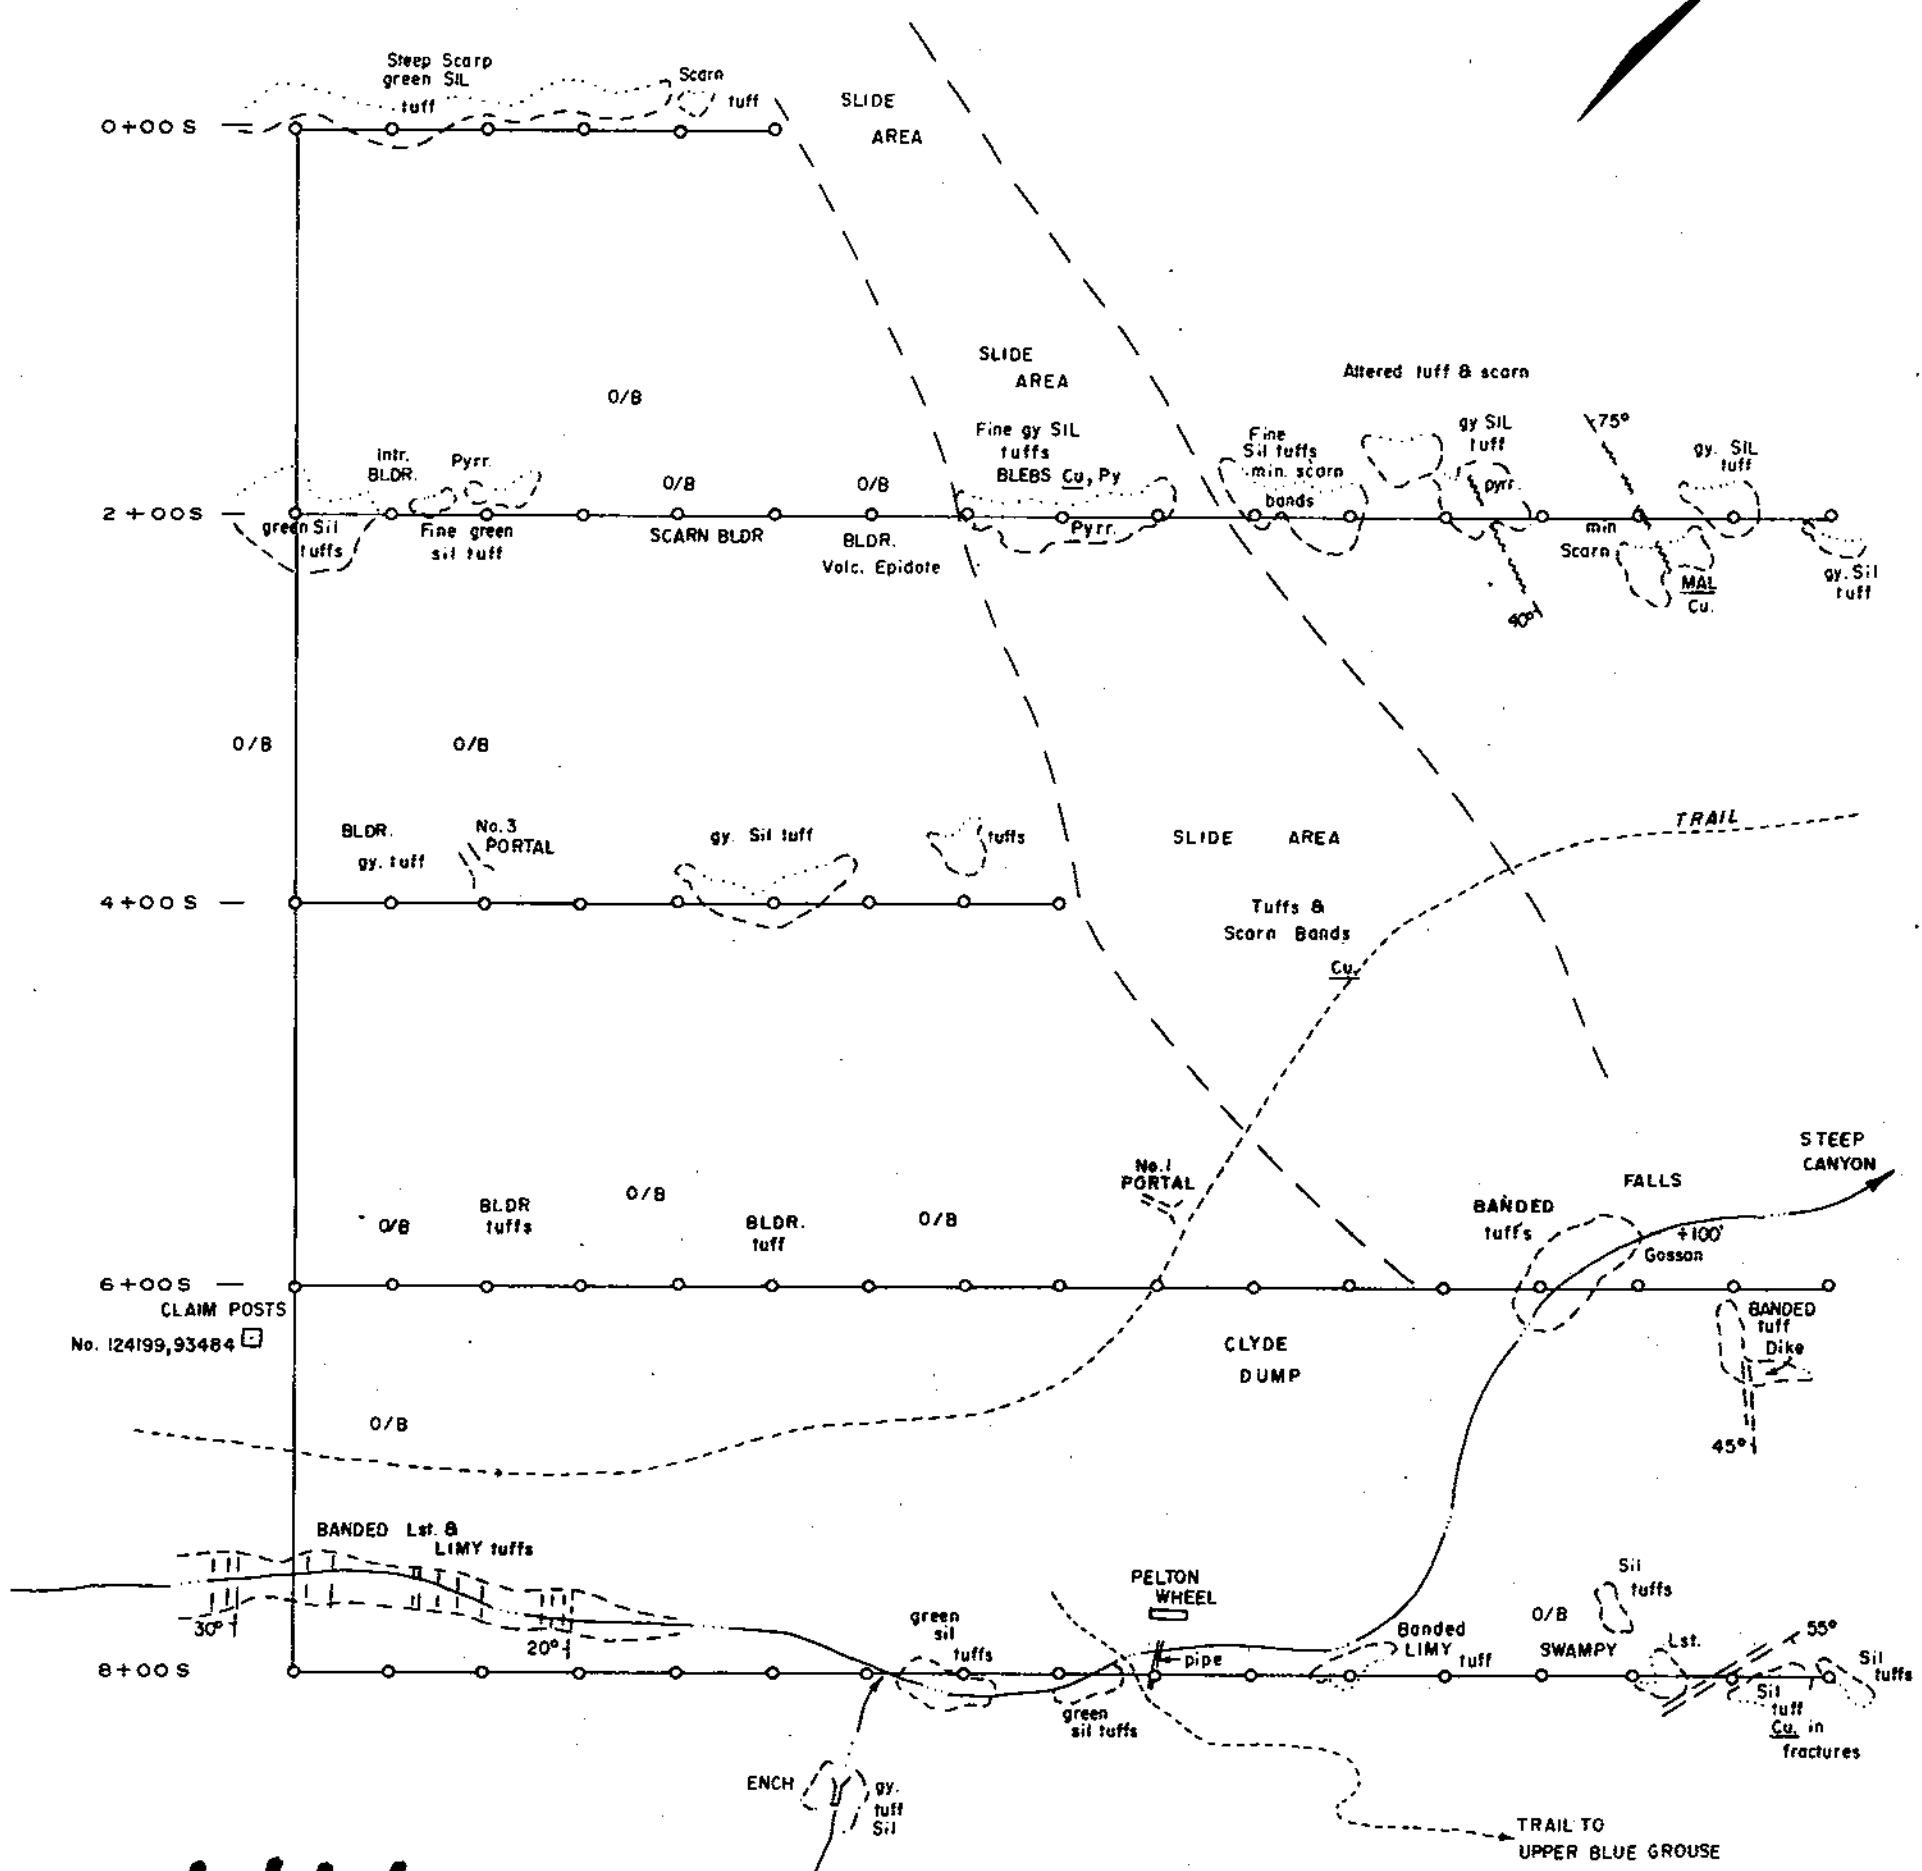 Steep Scarp
green SIL
tuff
Scarn
tuff
SLIDE
AREA
0+00S
SLIDE
AREA
Altered tuff & scarn
O/B
Fine gy SIL
tuffs
BLEBS Cu, Py
Pyrr.
Fine
Sil tuffs
min. scarn
bands
gy SIL
tuff
pyrr.
75°
gy. SIL
tuff
Intr.
BLDR.
Pyrr.
O/B
O/B
2+00S
green Sil
tuffs
Fine green
sil tuff
SCARN BLDR
BLDR.
Volc. Epidote
min
Scarn
MAL
Cu.
40°
gy. Sil
tuff
O/B
O/B
BLDR.
gy. tuff
No.3
PORTAL
gy. Sil tuff
tuffs
SLIDE AREA
TRAIL
4+00S
Tuffs &
Scarn Bands
Cu.
STEEP
CANYON
No.1
PORTAL
FALLS
BANDED
tuffs
+100'
Gossan
O/B
BLDR
tuffs
O/B
BLDR.
tuff
O/B
6+00S
CLAIM POSTS
No. 124199,93484
CLYDE
DUMP
BANDED
tuff
Dike
45°
O/B
BANDED Lst. &
LIMY tuffs
30°
20°
PELTON
WHEEL
pipe
green
sil
tuffs
Banded
LIMY
tuff
O/B
SWAMPY
Sil
tuffs
Lst.
55°
Sil
tuffs
8+00S
green
sil tuffs
Sil
tuff
Cu. in
fractures
ENCH
gy.
tuff
Sil
TRAIL TO
UPPER BLUE GROUSE